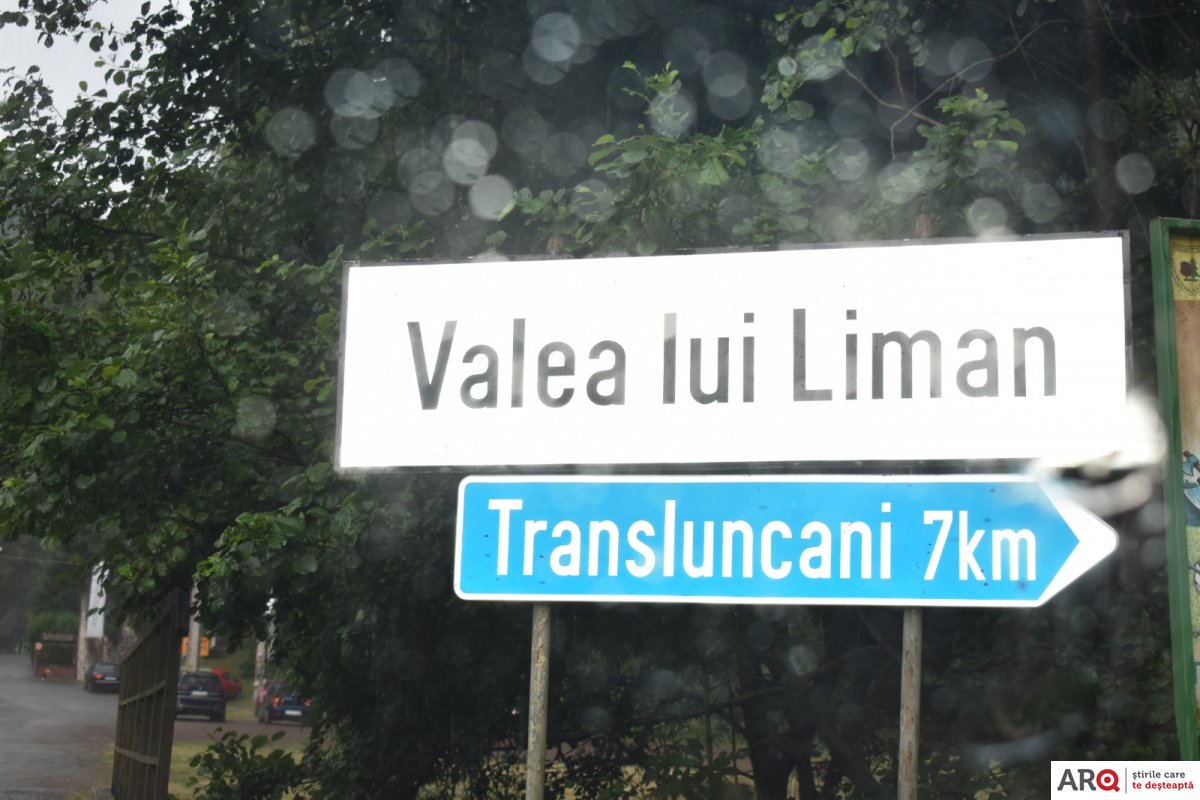 Valea lui Liman
Transluncani 7km
ARQ
știrile care
te deșteaptă